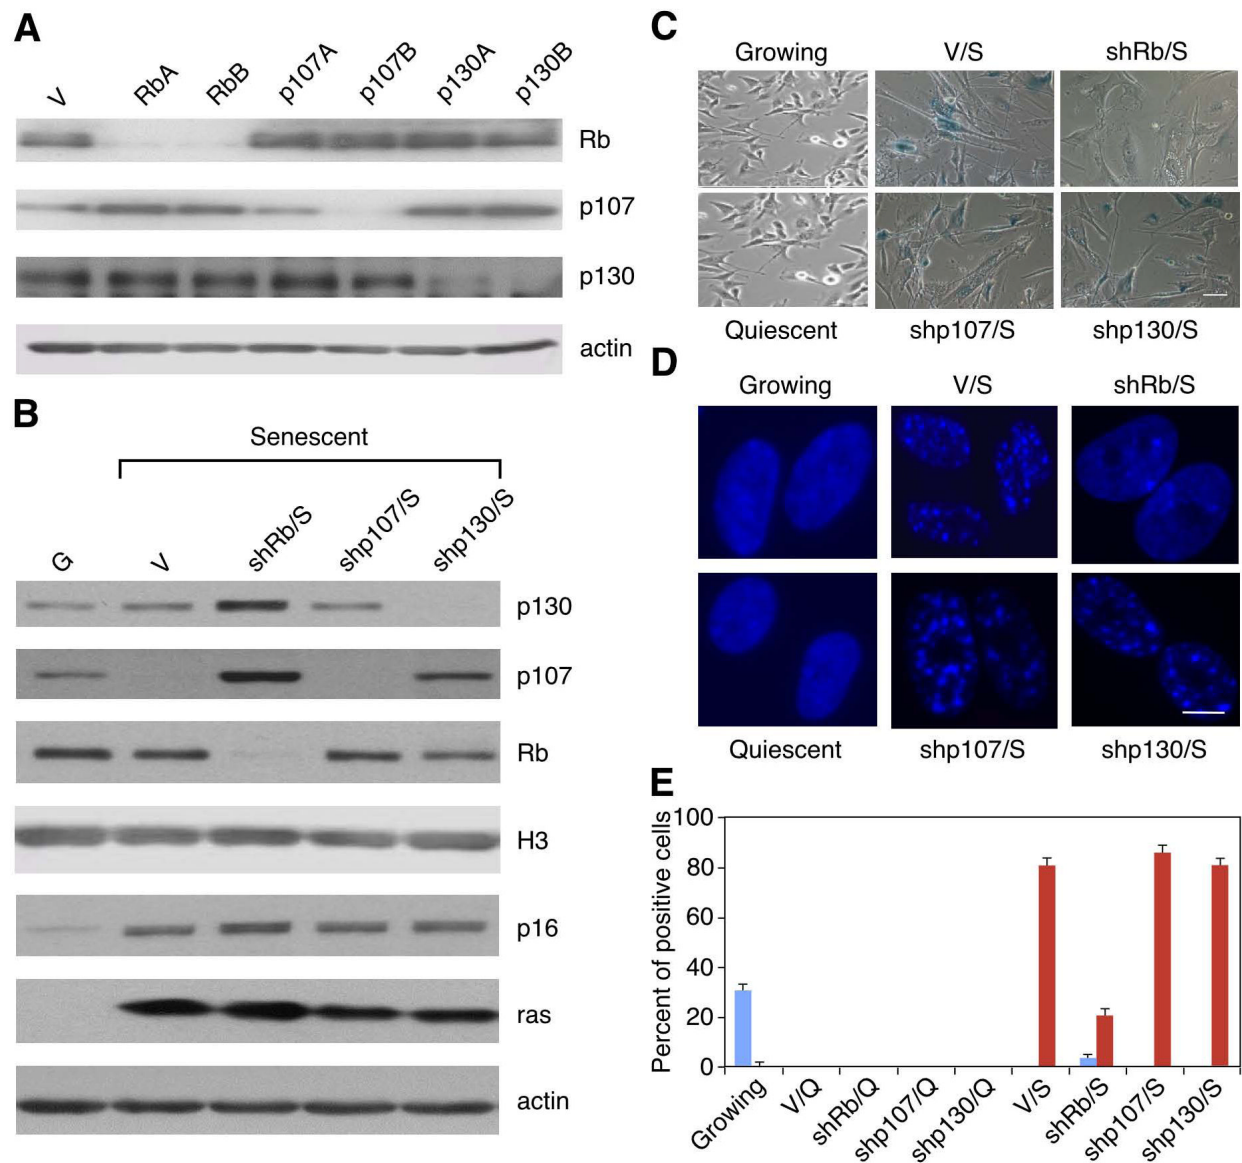 A
V RbA RbB p107A p107B p130A p130B
Rb
p107
p130
actin
B
Senescent
G V shRb/S shp107/S shp130/S
p130
p107
Rb
H3
p16
ras
actin
C
Growing V/S shRb/S
Quiescent shp107/S shp130/S
D
Growing V/S shRb/S
Quiescent shp107/S shp130/S
E
Percent of positive cells
100
80
60
40
20
0
Growing V/Q shRb/Q shp107/Q shp130/Q V/S shRb/S shp107/S shp130/S